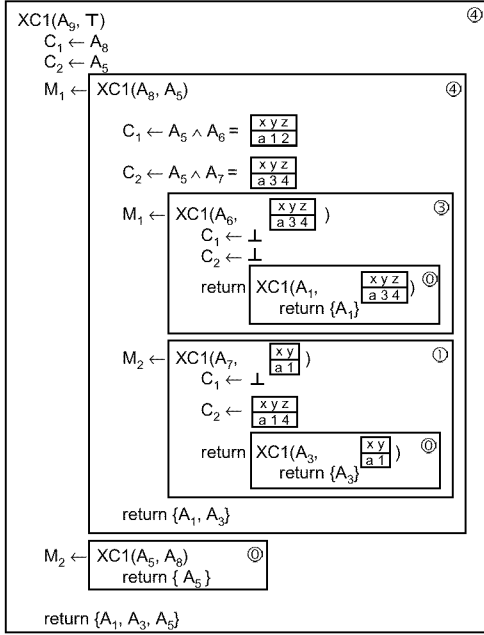 XC1(A₉, ⊤) ④
C₁ ← A₈
C₂ ← A₅
M₁ ← XC1(A₈, A₅) ④
C₁ ← A₅ ∧ A₆ = x y z
a 1 2
C₂ ← A₅ ∧ A₇ = x y z
a 3 4
M₁ ← XC1(A₆, x y z ) ③
a 3 4
C₁ ← ⊥
C₂ ← ⊥
return XC1(A₁, x y z ) ⓪
a 3 4
return {A₁}
M₂ ← XC1(A₇, x y ) ①
a 1
C₁ ← ⊥
C₂ ← x y z
a 1 4
return XC1(A₃, x y ) ⓪
a 1
return {A₃}
return {A₁, A₃}
M₂ ← XC1(A₅, A₈) ⓪
return { A₅ }
return {A₁, A₃, A₅}